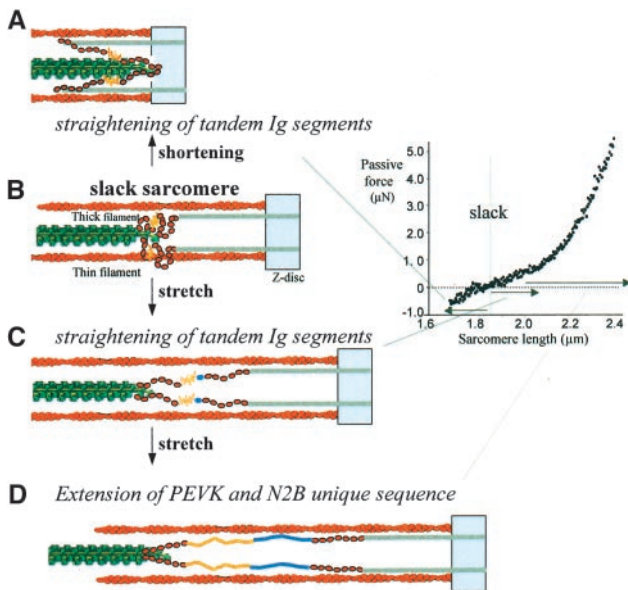 A
straightening of tandem Ig segments
shortening
B
slack sarcomere
Thick filament
Thin filament
Z-disc
stretch
C
straightening of tandem Ig segments
stretch
D
Extension of PEVK and N2B unique sequence
Passive
force
(µN)
5.0
4.0
3.0
2.0
1.0
0
-1.0
slack
1.6 1.8 2.0 2.2 2.4
Sarcomere length (µm)